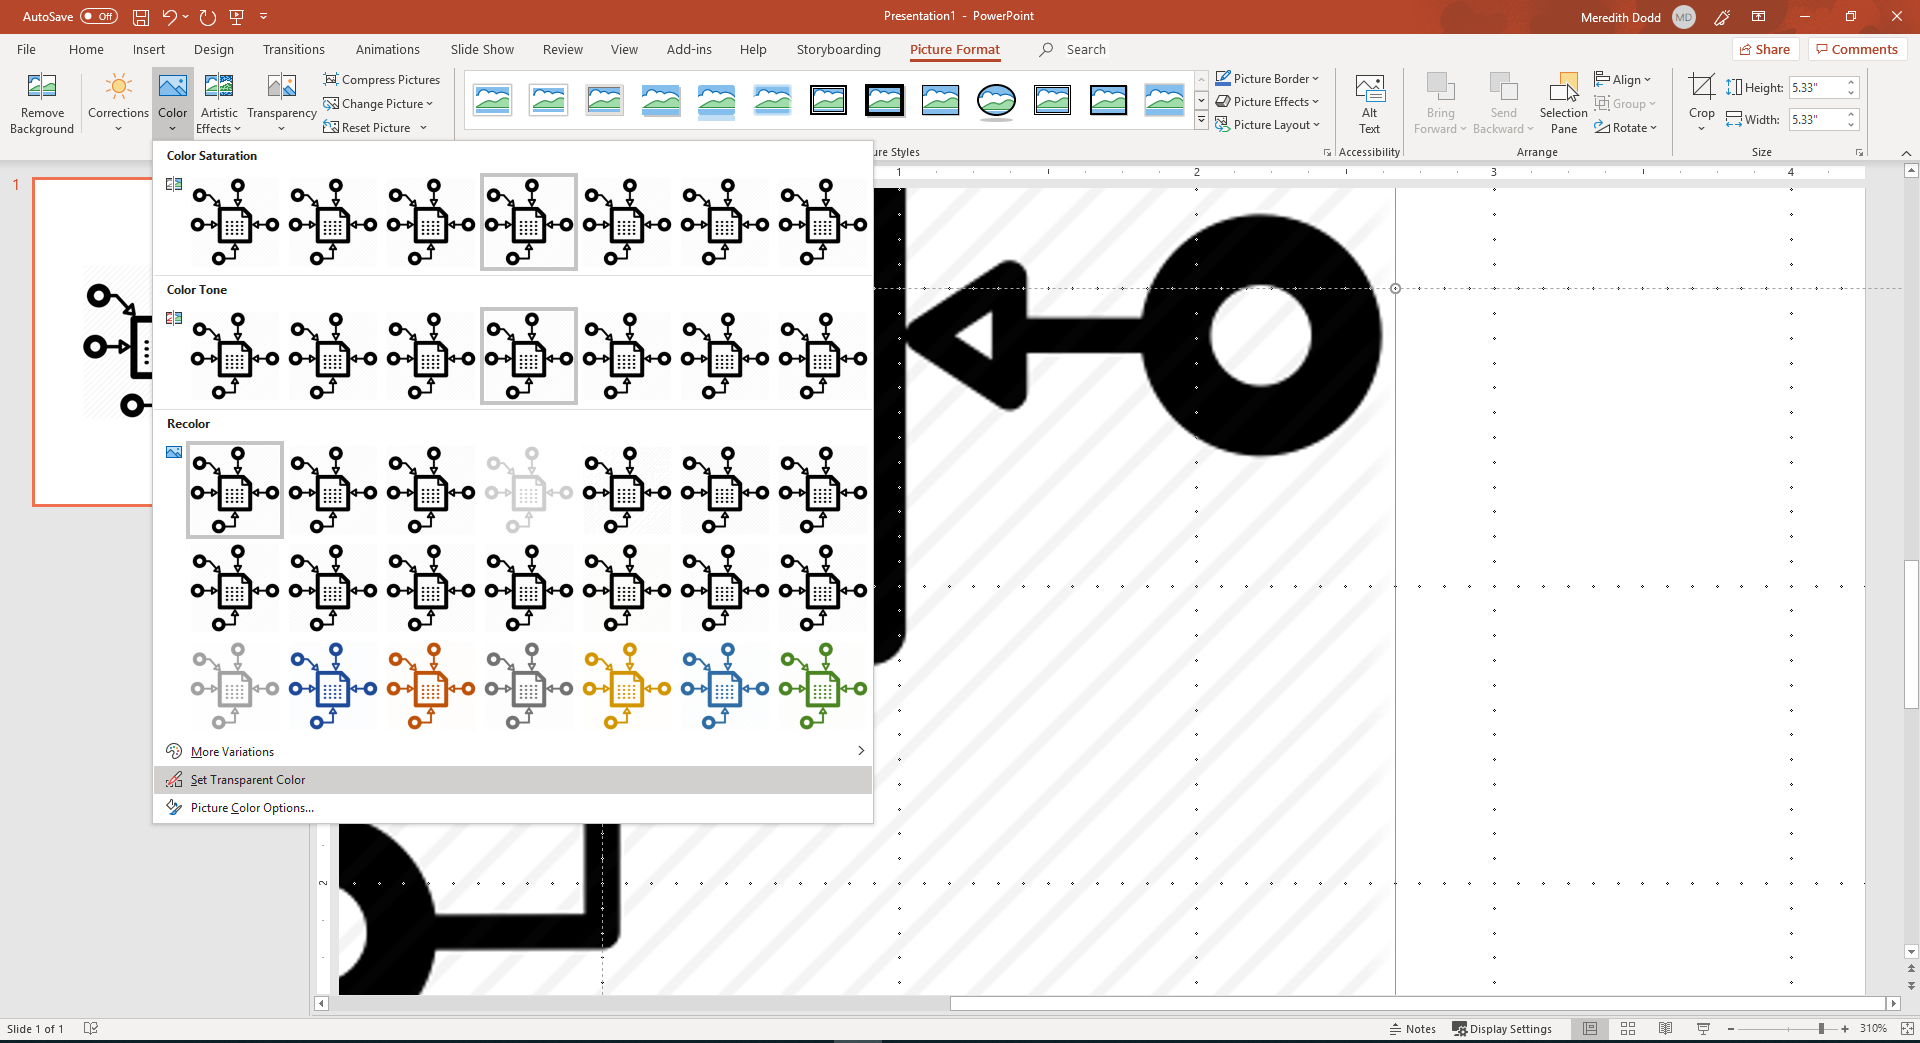 AutoSave Off Presentation1 - PowerPoint Meredith Dodd MD
File Home Insert Design Transitions Animations Slide Show Review View Add-ins Help Storyboarding Picture Format Search Share Comments
Remove Background
Corrections
Color
Artistic Effects
Transparency
Compress Pictures
Change Picture
Reset Picture
Picture Border
Picture Effects
Picture Layout
Alt Text
Bring Forward
Send Backward
Selection Pane
Align
Group
Rotate
Crop
Height: 5.33"
Width: 5.33"
ure Styles Accessibility Arrange Size
1 2 3 4
1
Color Saturation
Color Tone
Recolor
More Variations
Set Transparent Color
Picture Color Options...
2
Slide 1 of 1 Notes Display Settings 310%